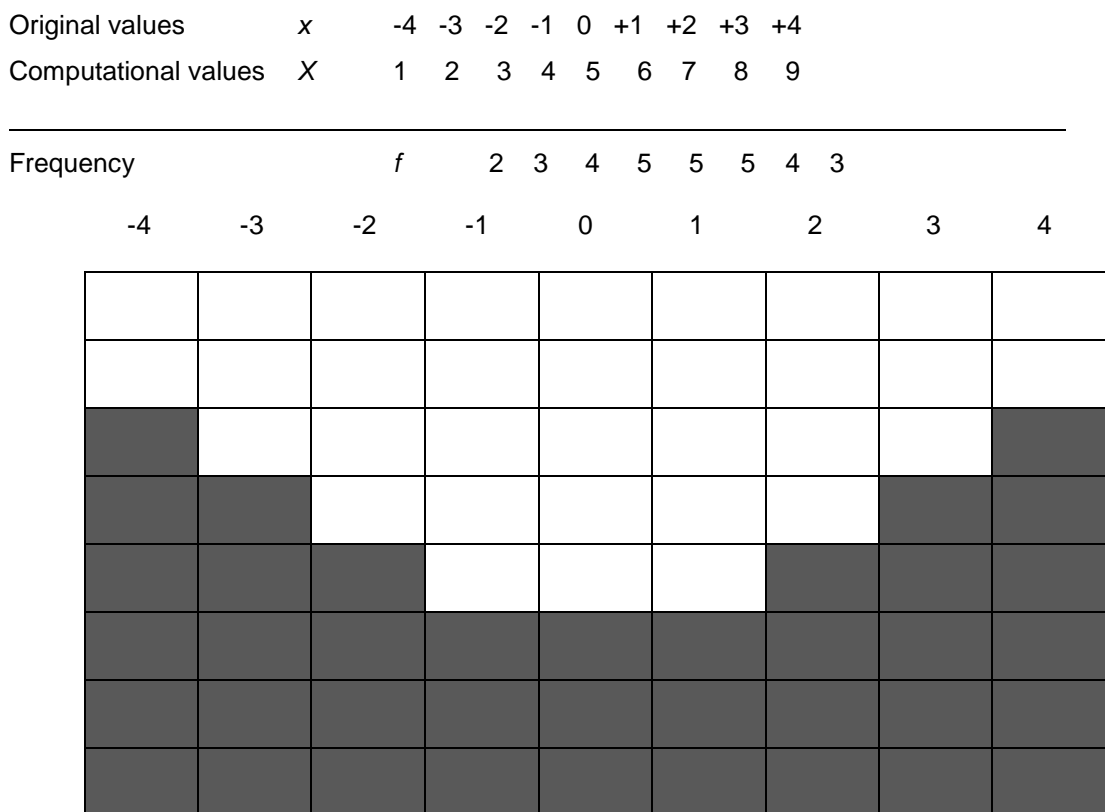 Original values x -4 -3 -2 -1 0 +1 +2 +3 +4
Computational values X 1 2 3 4 5 6 7 8 9
Frequency f 2 3 4 5 5 5 4 3
-4 -3 -2 -1 0 1 2 3 4